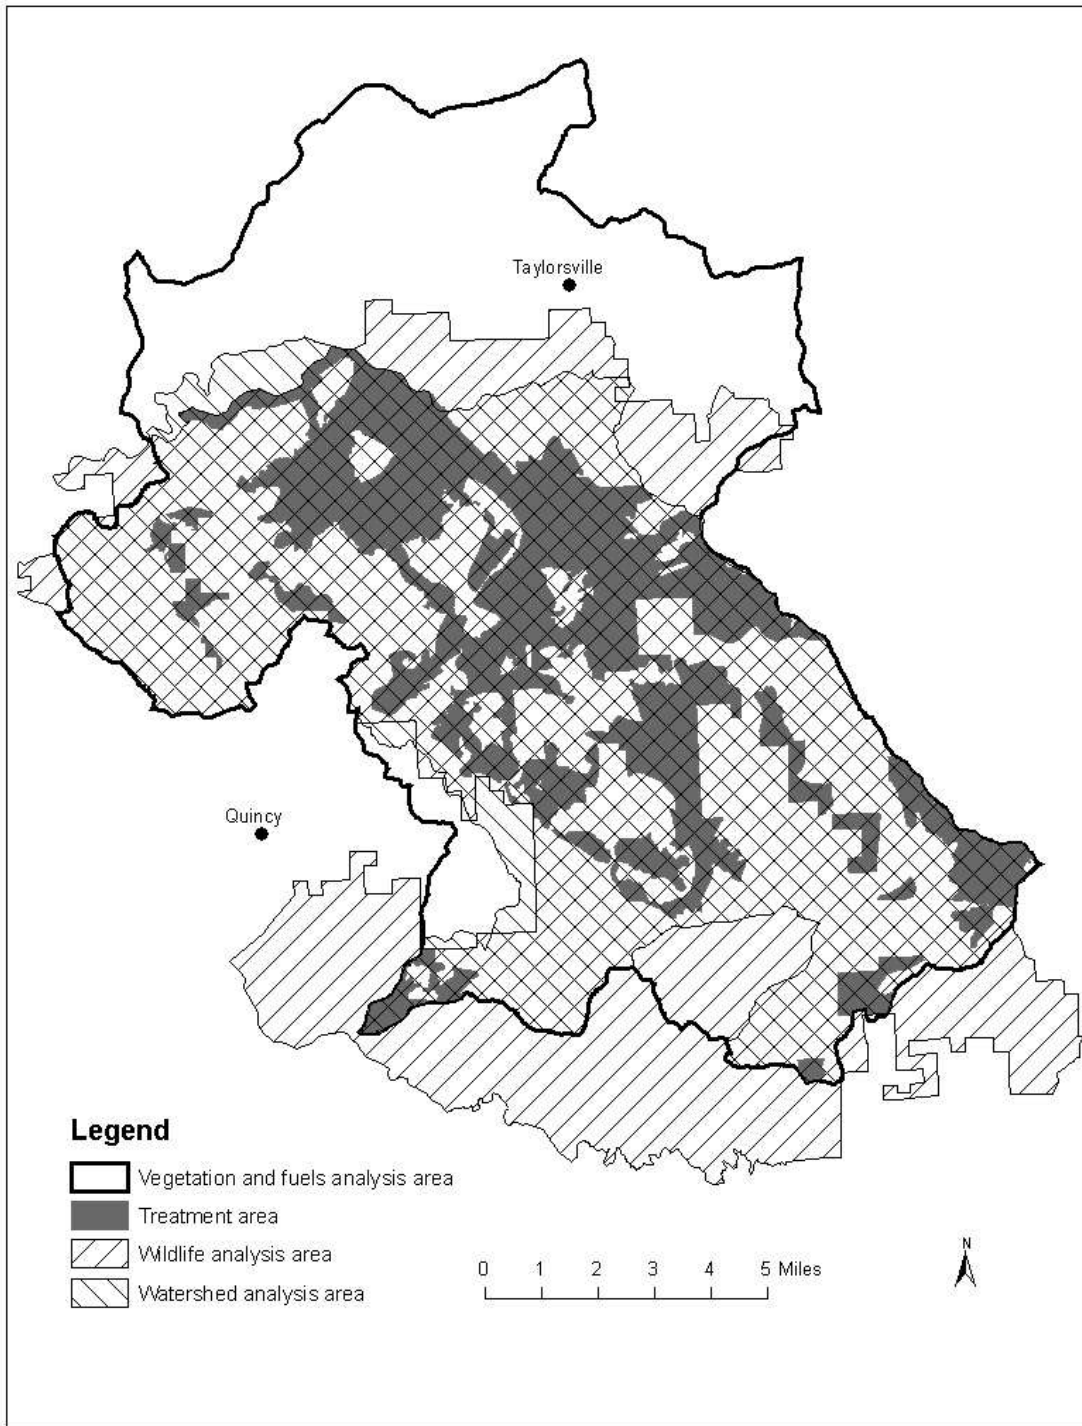 Taylorsville
Quincy
Legend
Vegetation and fuels analysis area
Treatment area
Wildlife analysis area
Watershed analysis area
0 1 2 3 4 5 Miles
N